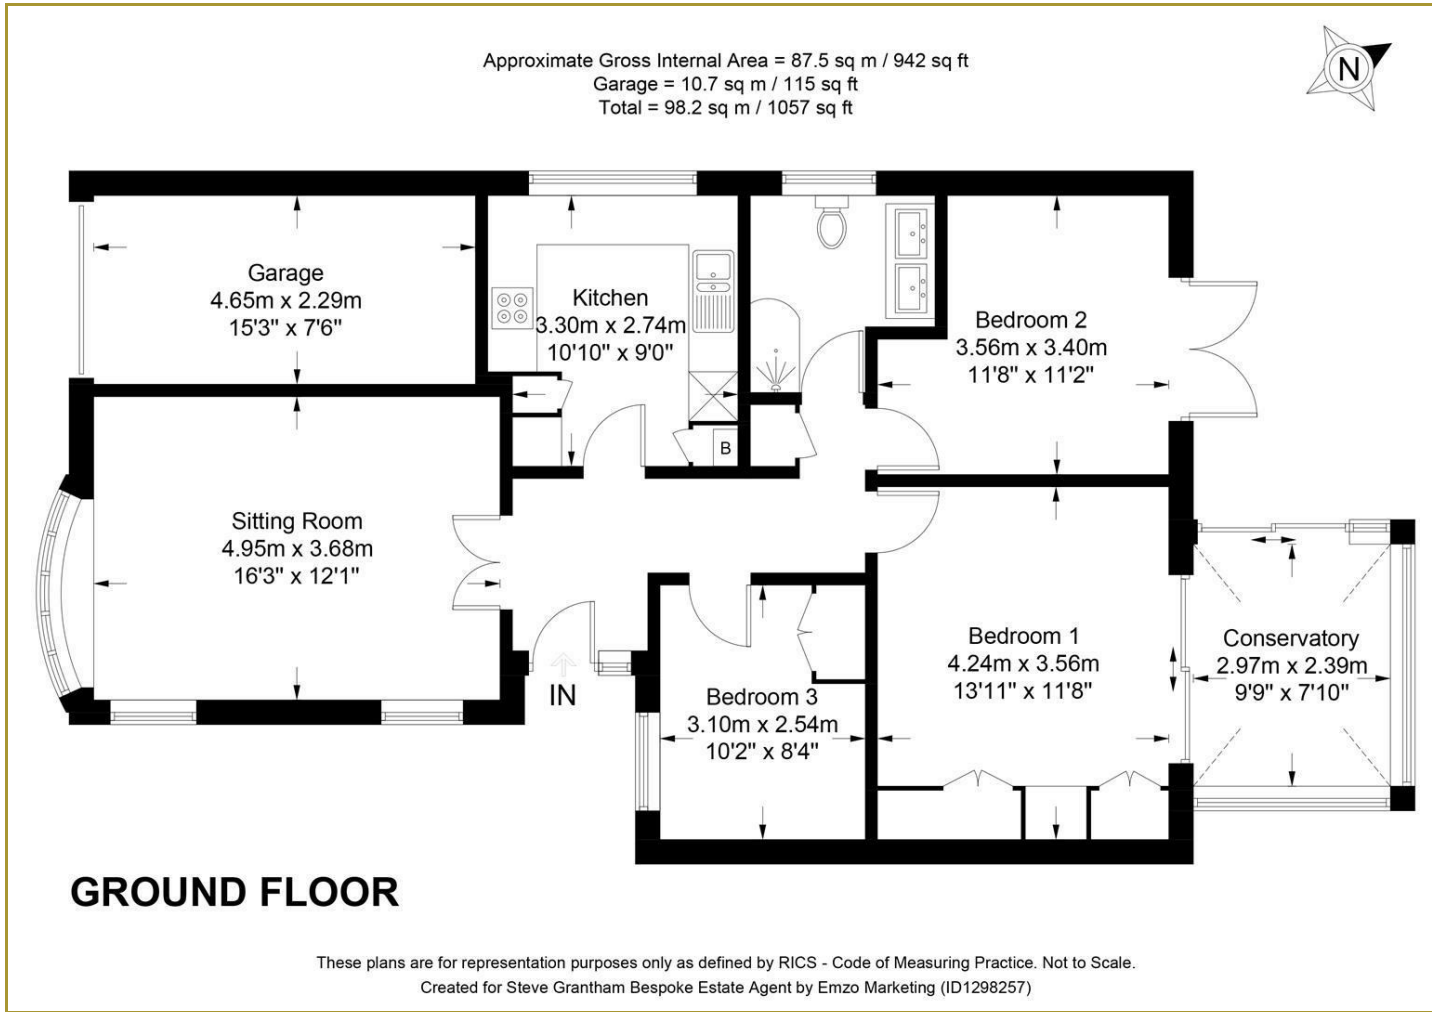 Approximate Gross Internal Area = 87.5 sq m / 942 sq ft
Garage = 10.7 sq m / 115 sq ft
Total = 98.2 sq m / 1057 sq ft
N
Garage
4.65m x 2.29m
15'3" x 7'6"
Kitchen
3.30m x 2.74m
10'10" x 9'0"
Bedroom 2
3.56m x 3.40m
11'8" x 11'2"
B
Sitting Room
4.95m x 3.68m
16'3" x 12'1"
IN
Bedroom 3
3.10m x 2.54m
10'2" x 8'4"
Bedroom 1
4.24m x 3.56m
13'11" x 11'8"
Conservatory
2.97m x 2.39m
9'9" x 7'10"
GROUND FLOOR
These plans are for representation purposes only as defined by RICS - Code of Measuring Practice. Not to Scale.
Created for Steve Grantham Bespoke Estate Agent by Emzo Marketing (ID1298257)